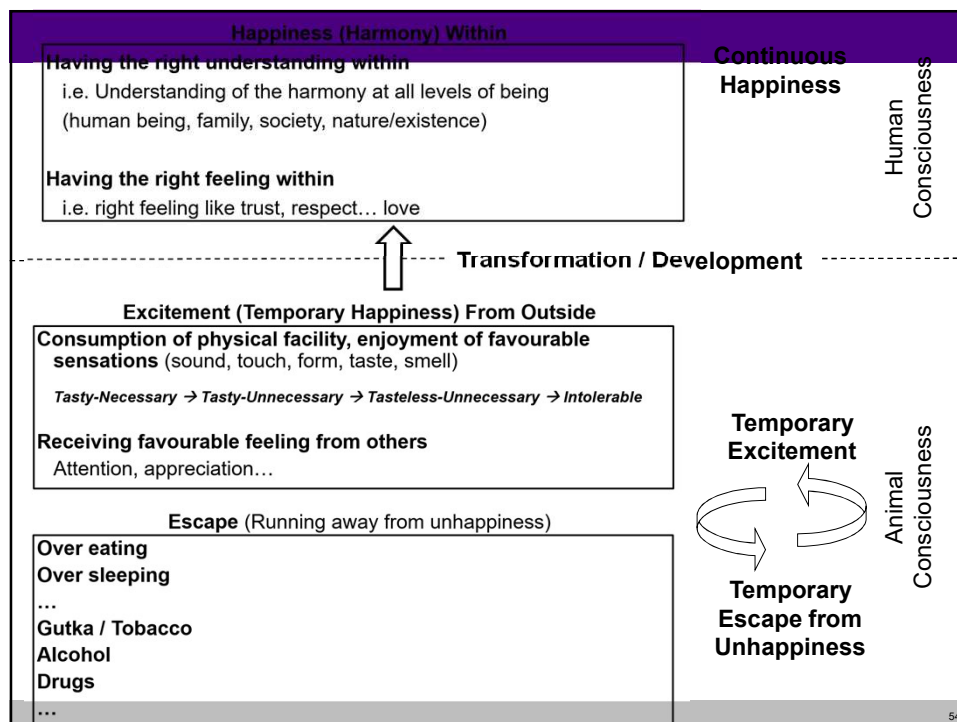 Happiness (Harmony) Within
Having the right understanding within
i.e. Understanding of the harmony at all levels of being
(human being, family, society, nature/existence)
Having the right feeling within
i.e. right feeling like trust, respect… love
Continuous
Happiness
Human
Consciousness
Transformation / Development
Excitement (Temporary Happiness) From Outside
Consumption of physical facility, enjoyment of favourable
sensations (sound, touch, form, taste, smell)
Tasty-Necessary → Tasty-Unnecessary → Tasteless-Unnecessary → Intolerable
Receiving favourable feeling from others
Attention, appreciation…
Escape (Running away from unhappiness)
Over eating
Over sleeping
…
Gutka / Tobacco
Alcohol
Drugs
…
Temporary
Excitement
Temporary
Escape from
Unhappiness
Animal
Consciousness